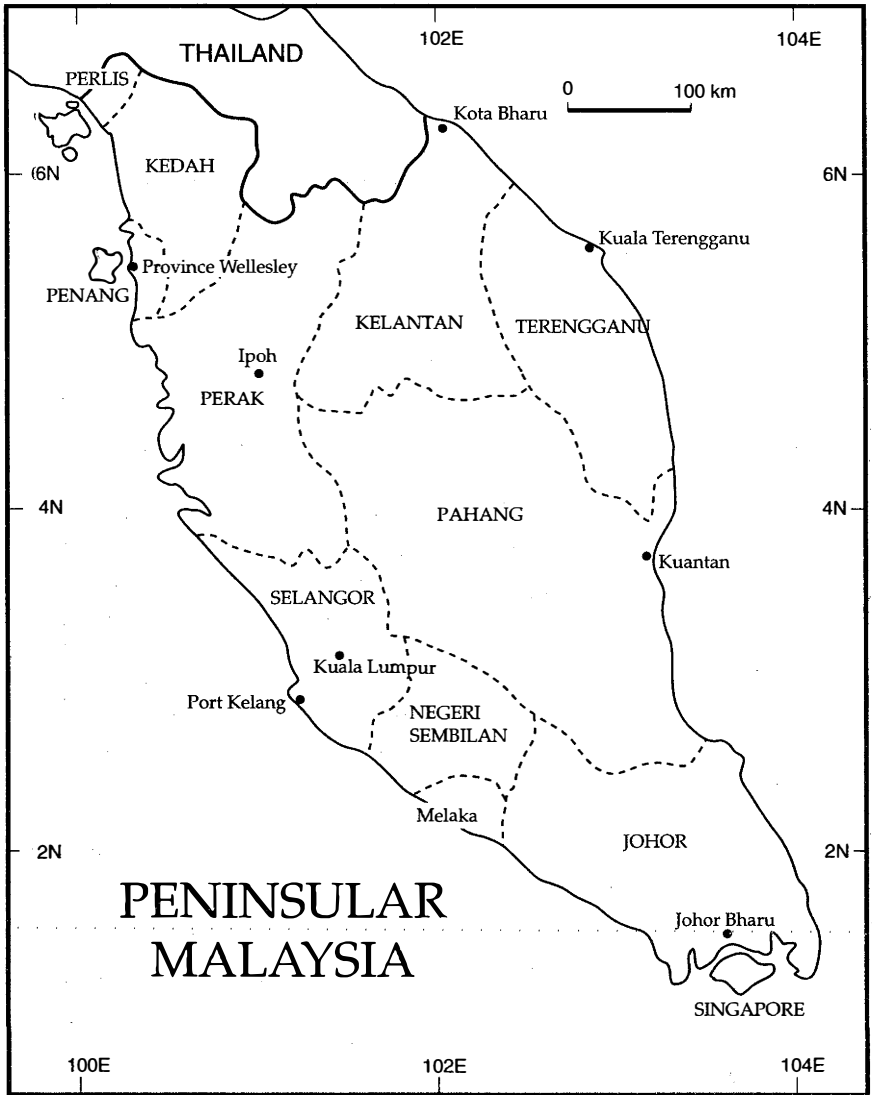 102E
104E
THAILAND
PERLIS
0
100 km
Kota Bharu
6N
KEDAH
6N
Kuala Terengganu
Province Wellesley
PENANG
KELANTAN
TERENGGANU
Ipoh
PERAK
4N
PAHANG
4N
Kuantan
SELANGOR
Kuala Lumpur
Port Kelang
NEGERI
SEMBILAN
Melaka
2N
JOHOR
2N
PENINSULAR
MALAYSIA
Johor Bharu
SINGAPORE
100E
102E
104E